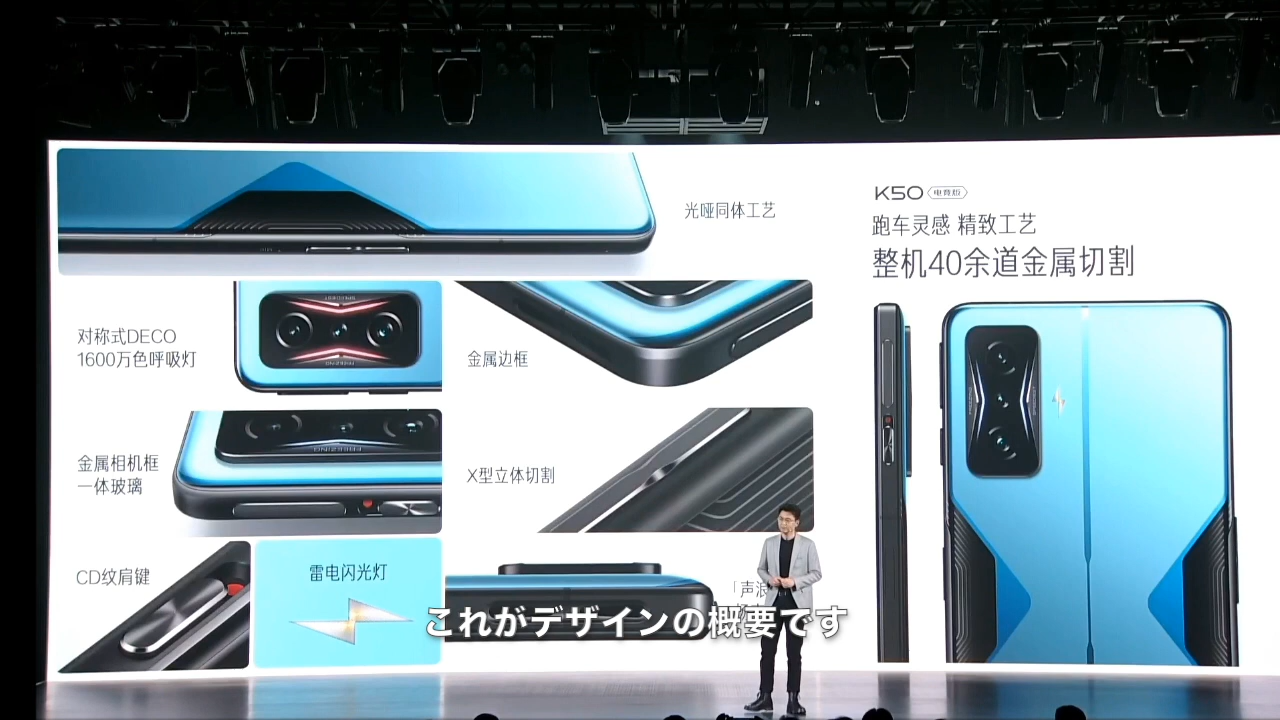 光哑同体工艺
K50 电竞版
跑车灵感 精致工艺
整机40余道金属切割
对称式DECO
1600万色呼吸灯
金属边框
金属相机框
一体玻璃
X型立体切割
CD纹肩键
雷电闪光灯
「声浪
これがデザインの概要です